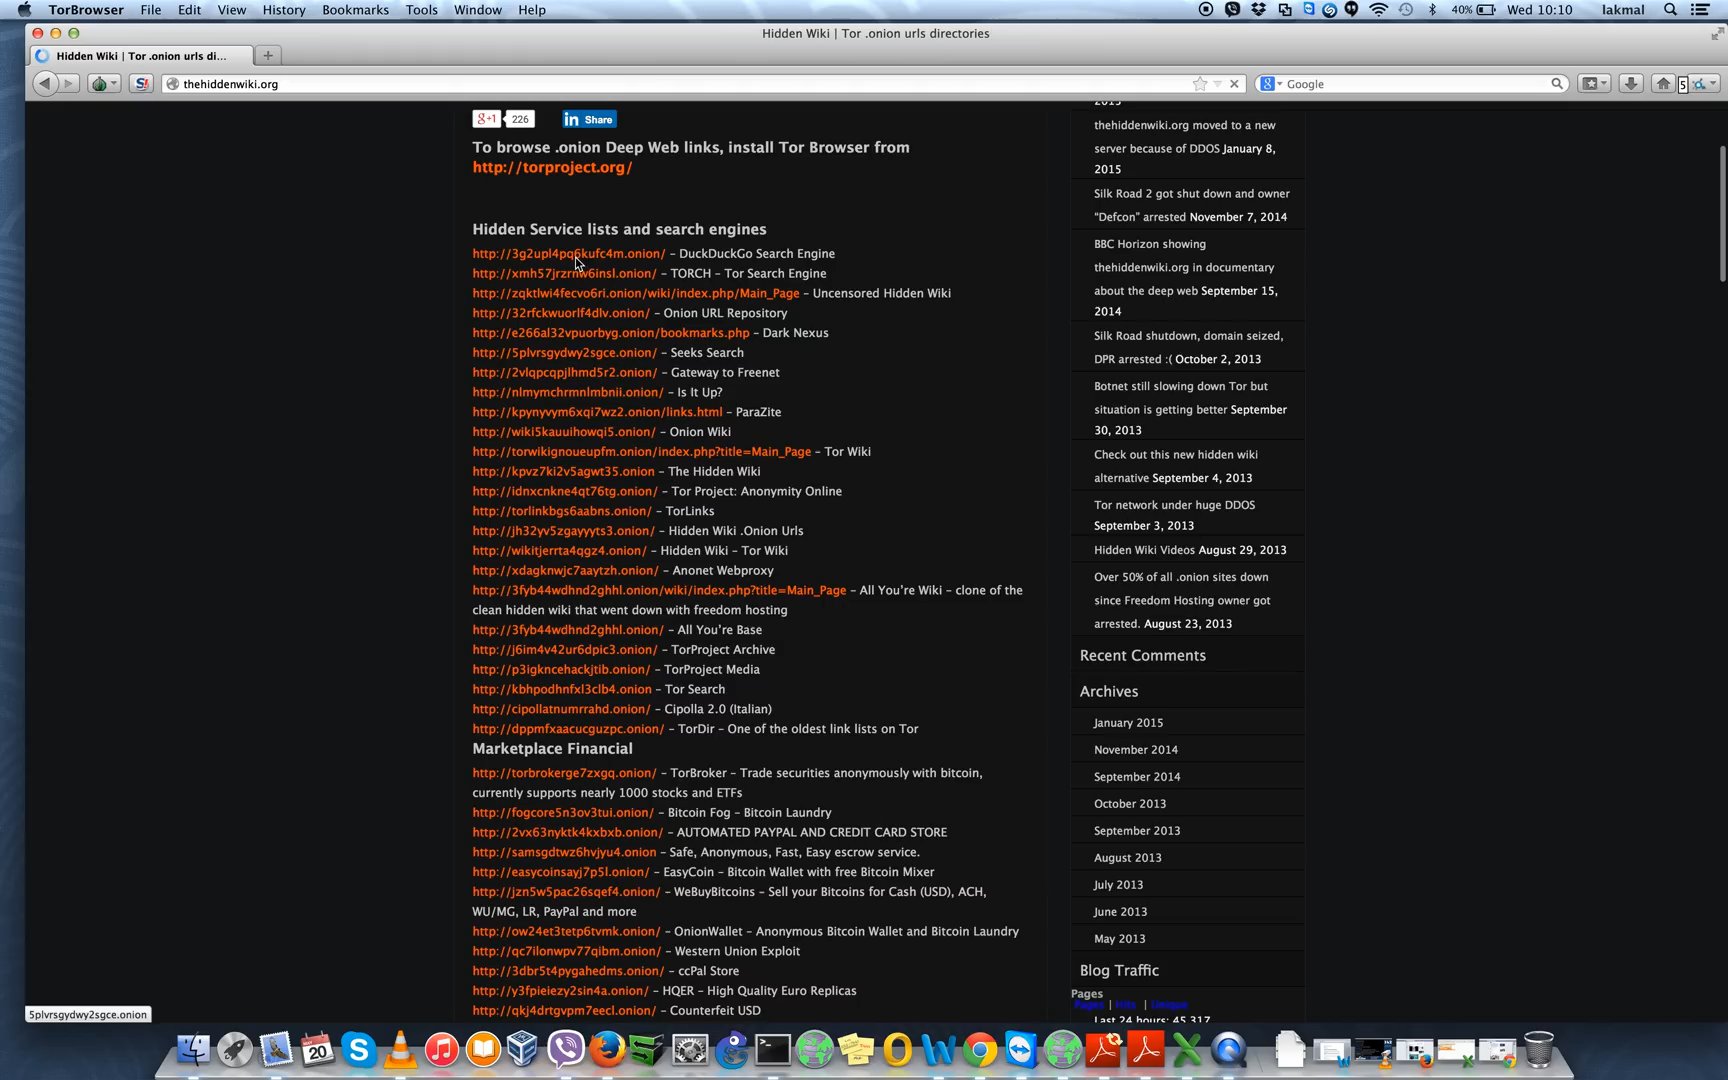 TorBrowser File Edit View History Bookmarks Tools Window Help 40% Wed 10:10 lakmal
Hidden Wiki | Tor .onion urls directories
Hidden Wiki | Tor .onion urls di...
thehiddenwiki.org
Google
5
g+1 226 in Share
To browse .onion Deep Web links, install Tor Browser from
http://torproject.org/
Hidden Service lists and search engines
http://3g2upl4pq6kufc4m.onion/ – DuckDuckGo Search Engine
http://xmh57jrzrnw6insl.onion/ – TORCH – Tor Search Engine
http://zqktlwi4fecvo6ri.onion/wiki/index.php/Main_Page – Uncensored Hidden Wiki
http://32rfckwuorlf4dlv.onion/ – Onion URL Repository
http://e266al32vpuorbyg.onion/bookmarks.php – Dark Nexus
http://5plvrsgydwy2sgce.onion/ – Seeks Search
http://2vlqpcqpjlhmd5r2.onion/ – Gateway to Freenet
http://nlmymchrmnlmbnii.onion/ – Is It Up?
http://kpynyvym6xqi7wz2.onion/links.html – ParaZite
http://wiki5kauuihowqi5.onion/ – Onion Wiki
http://torwikignoueupfm.onion/index.php?title=Main_Page – Tor Wiki
http://kpvz7ki2v5agwt35.onion – The Hidden Wiki
http://idnxcnkne4qt76tg.onion/ – Tor Project: Anonymity Online
http://torlinkbgs6aabns.onion/ – TorLinks
http://jh32yv5zgayyyts3.onion/ – Hidden Wiki .Onion Urls
http://wikitjerrta4qgz4.onion/ – Hidden Wiki – Tor Wiki
http://xdagknwjc7aaytzh.onion/ – Anonet Webproxy
http://3fyb44wdhnd2ghhl.onion/wiki/index.php?title=Main_Page – All You're Wiki – clone of the
clean hidden wiki that went down with freedom hosting
http://3fyb44wdhnd2ghhl.onion/ – All You're Base
http://j6im4v42ur6dpic3.onion/ – TorProject Archive
http://p3igkncehackjtib.onion/ – TorProject Media
http://kbhpodhnfxl3clb4.onion – Tor Search
http://cipollatnumrrahd.onion/ – Cipolla 2.0 (Italian)
http://dppmfxaacucguzpc.onion/ – TorDir – One of the oldest link lists on Tor
Marketplace Financial
http://torbrokerge7zxgq.onion/ – TorBroker – Trade securities anonymously with bitcoin,
currently supports nearly 1000 stocks and ETFs
http://fogcore5n3ov3tui.onion/ – Bitcoin Fog – Bitcoin Laundry
http://2vx63nyktk4kxbxb.onion/ – AUTOMATED PAYPAL AND CREDIT CARD STORE
http://samsgdtwz6hvjyu4.onion – Safe, Anonymous, Fast, Easy escrow service.
http://easycoinsayj7p5l.onion/ – EasyCoin – Bitcoin Wallet with free Bitcoin Mixer
http://jzn5w5pac26sqef4.onion/ – WeBuyBitcoins – Sell your Bitcoins for Cash (USD), ACH,
WU/MG, LR, PayPal and more
http://ow24et3tetp6tvmk.onion/ – OnionWallet – Anonymous Bitcoin Wallet and Bitcoin Laundry
http://qc7ilonwpv77qibm.onion/ – Western Union Exploit
http://3dbr5t4pygahedms.onion/ – ccPal Store
http://y3fpieiezy2sin4a.onion/ – HQER – High Quality Euro Replicas
http://qkj4drtgvpm7eecl.onion/ – Counterfeit USD
2015
thehiddenwiki.org moved to a new
server because of DDOS January 8,
2015
Silk Road 2 got shut down and owner
"Defcon" arrested November 7, 2014
BBC Horizon showing
thehiddenwiki.org in documentary
about the deep web September 15,
2014
Silk Road shutdown, domain seized,
DPR arrested :( October 2, 2013
Botnet still slowing down Tor but
situation is getting better September
30, 2013
Check out this new hidden wiki
alternative September 4, 2013
Tor network under huge DDOS
September 3, 2013
Hidden Wiki Videos August 29, 2013
Over 50% of all .onion sites down
since Freedom Hosting owner got
arrested. August 23, 2013
Recent Comments
Archives
January 2015
November 2014
September 2014
October 2013
September 2013
August 2013
July 2013
June 2013
May 2013
Blog Traffic
Pages
Pages | Hits | Unique
Last 24 hours: 45,317
5plvrsgydwy2sgce.onion
20